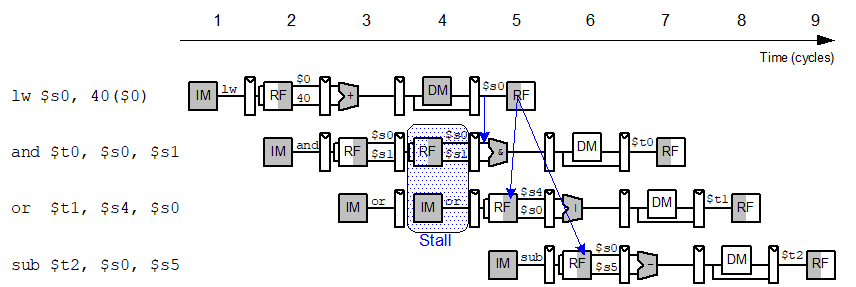 1 2 3 4 5 6 7 8 9
Time (cycles)
lw $s0, 40($0) IM lw RF $0 40 + DM $s0 RF
and $t0, $s0, $s1 IM and RF $s0 $s1 RF $s0 $s1 & DM $t0 RF
or $t1, $s4, $s0 IM or IM or RF $s4 $s0 | DM $t1 RF
Stall
sub $t2, $s0, $s5 IM sub RF $s0 $s5 - DM $t2 RF